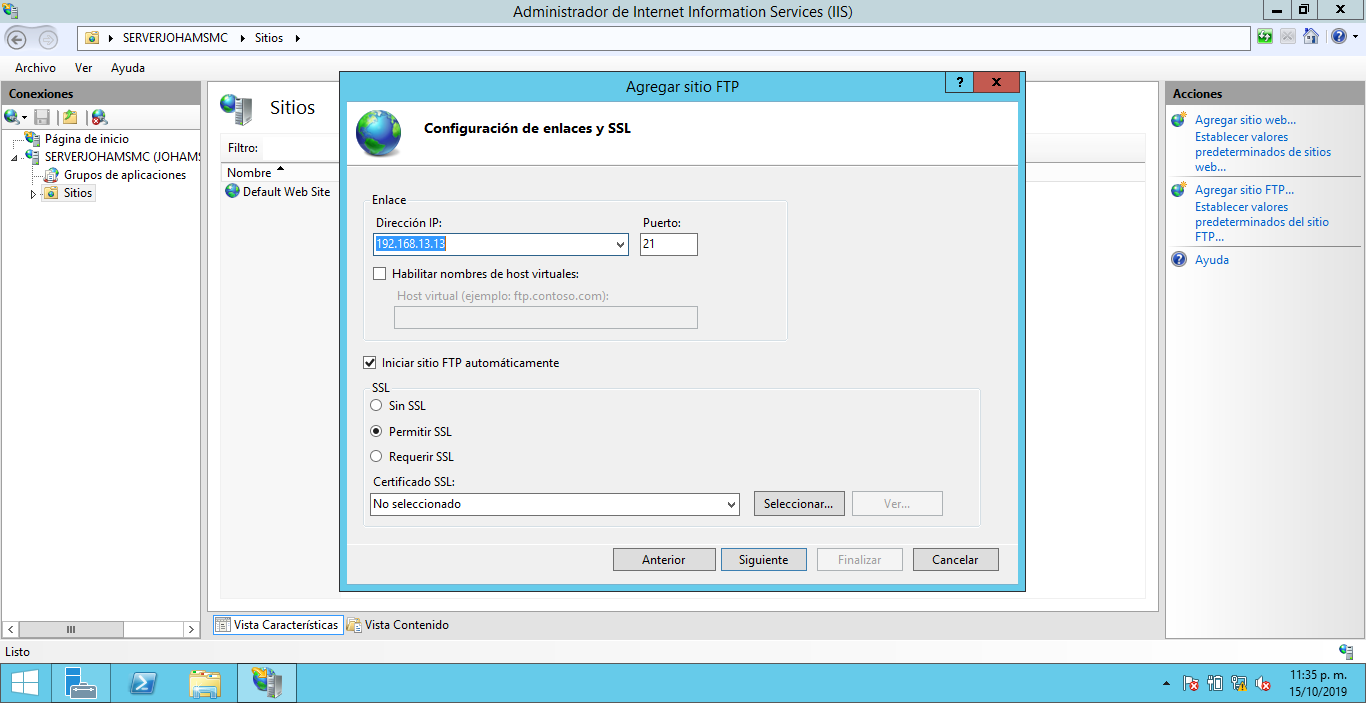 Administrador de Internet Information Services (IIS)
SERVERJOHAMSMC
Sitios
Archivo Ver Ayuda
Conexiones
Página de inicio
SERVERJOHAMSMC (JOHAMS
Grupos de aplicaciones
Sitios
Sitios
Filtro:
Nombre
Default Web Site
Vista Características Vista Contenido
Agregar sitio FTP
?
Configuración de enlaces y SSL
Enlace
Dirección IP: Puerto:
192.168.13.13 21
Habilitar nombres de host virtuales:
Host virtual (ejemplo: ftp.contoso.com):
Iniciar sitio FTP automáticamente
SSL
Sin SSL
Permitir SSL
Requerir SSL
Certificado SSL:
No seleccionado Seleccionar... Ver...
Anterior Siguiente Finalizar Cancelar
Acciones
Agregar sitio web...
Establecer valores
predeterminados de sitios
web...
Agregar sitio FTP...
Establecer valores
predeterminados del sitio
FTP...
Ayuda
Listo
11:35 p. m.
15/10/2019